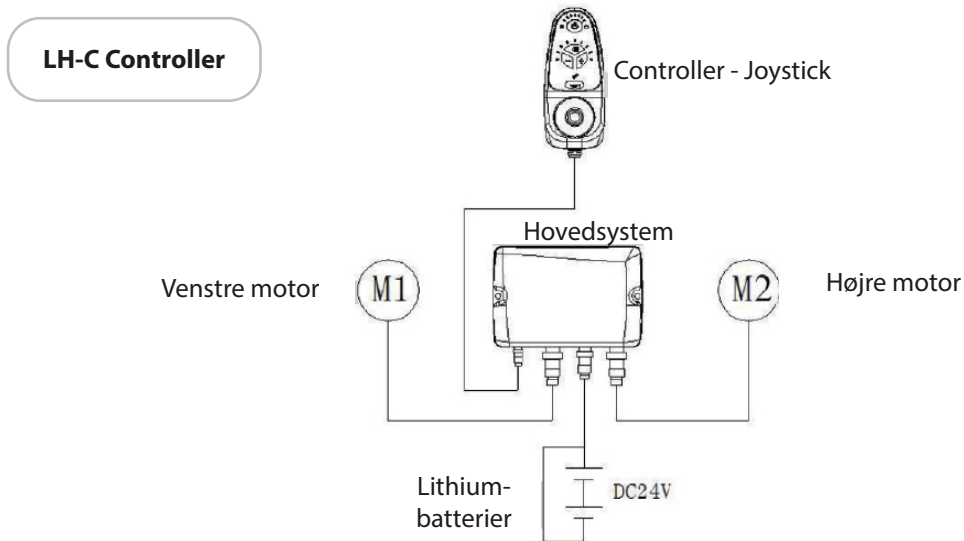 LH-C Controller
Controller - Joystick
Hovedsystem
Venstre motor
M1
M2
Højre motor
Lithium-
batterier
DC24V